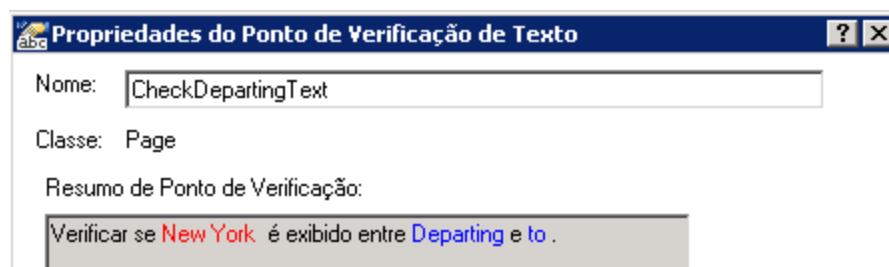 abc Propriedades do Ponto de Verificação de Texto ? X
Nome: CheckDepartingText
Classe: Page
Resumo de Ponto de Verificação:
Verificar se New York é exibido entre Departing e to .